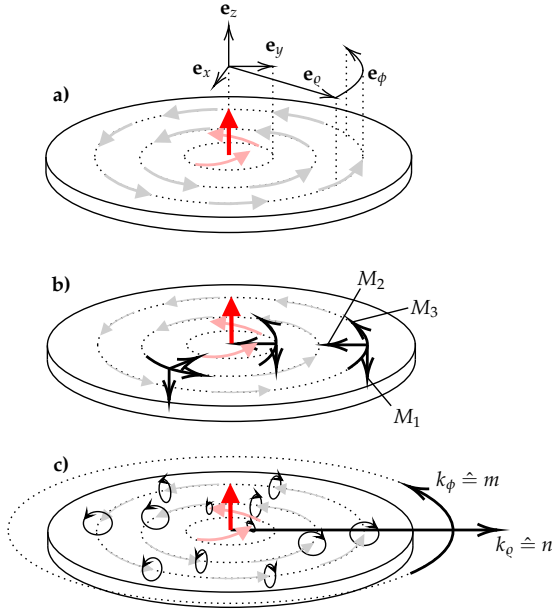 e_z
e_x e_y
e_ϱ e_ϕ
a)
b)
M_2
M_3
M_1
c)
k_ϕ ≙ m
k_ϱ ≙ n